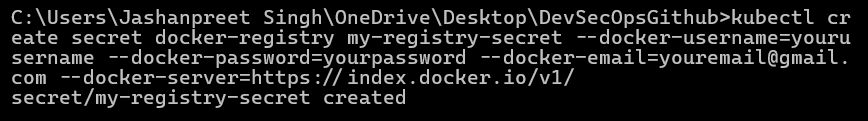 C:\Users\Jashanpreet Singh\OneDrive\Desktop\DevSecOpsGithub>kubectl cr
eate secret docker-registry my-registry-secret --docker-username=youru
sername --docker-password=yourpassword --docker-email=youremail@gmail.
com --docker-server=https://index.docker.io/v1/
secret/my-registry-secret created